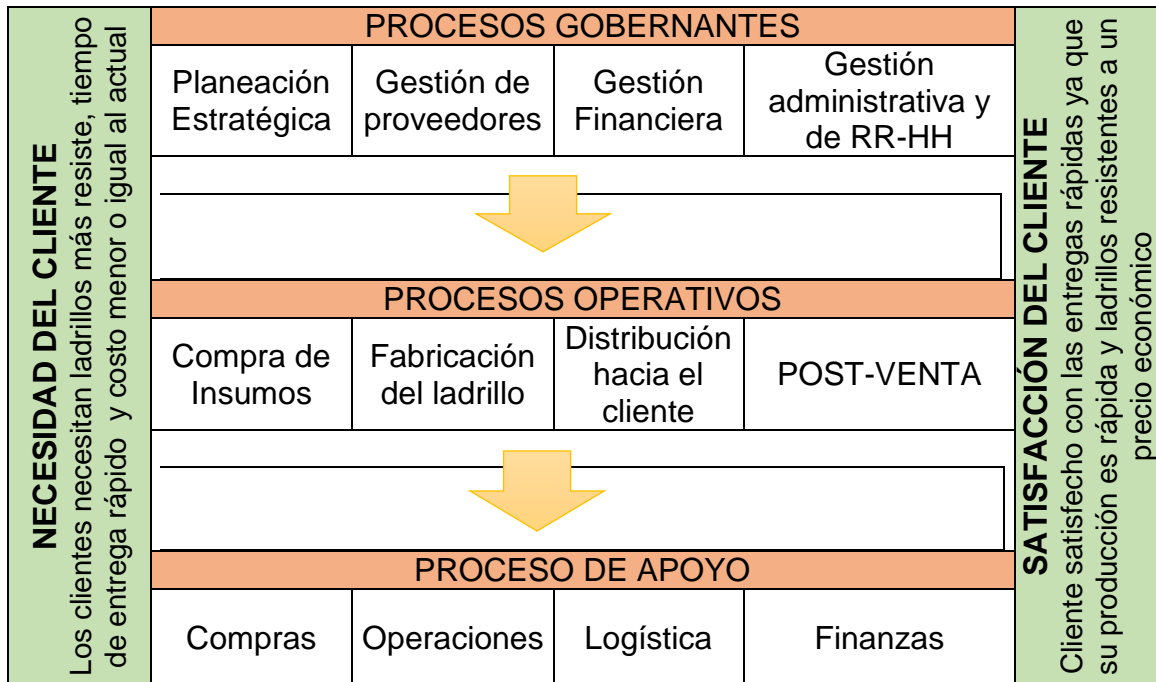 NECESIDAD DEL CLIENTE
Los clientes necesitan ladrillos más resiste, tiempo
de entrega rápido y costo menor o igual al actual
PROCESOS GOBERNANTES
Planeación
Estratégica
Gestión de
proveedores
Gestión
Financiera
Gestión
administrativa y
de RR-HH
PROCESOS OPERATIVOS
Compra de
Insumos
Fabricación
del ladrillo
Distribución
hacia el
cliente
POST-VENTA
PROCESO DE APOYO
Compras
Operaciones
Logística
Finanzas
SATISFACCIÓN DEL CLIENTE
Cliente satisfecho con las entregas rápidas ya que
su producción es rápida y ladrillos resistentes a un
precio económico